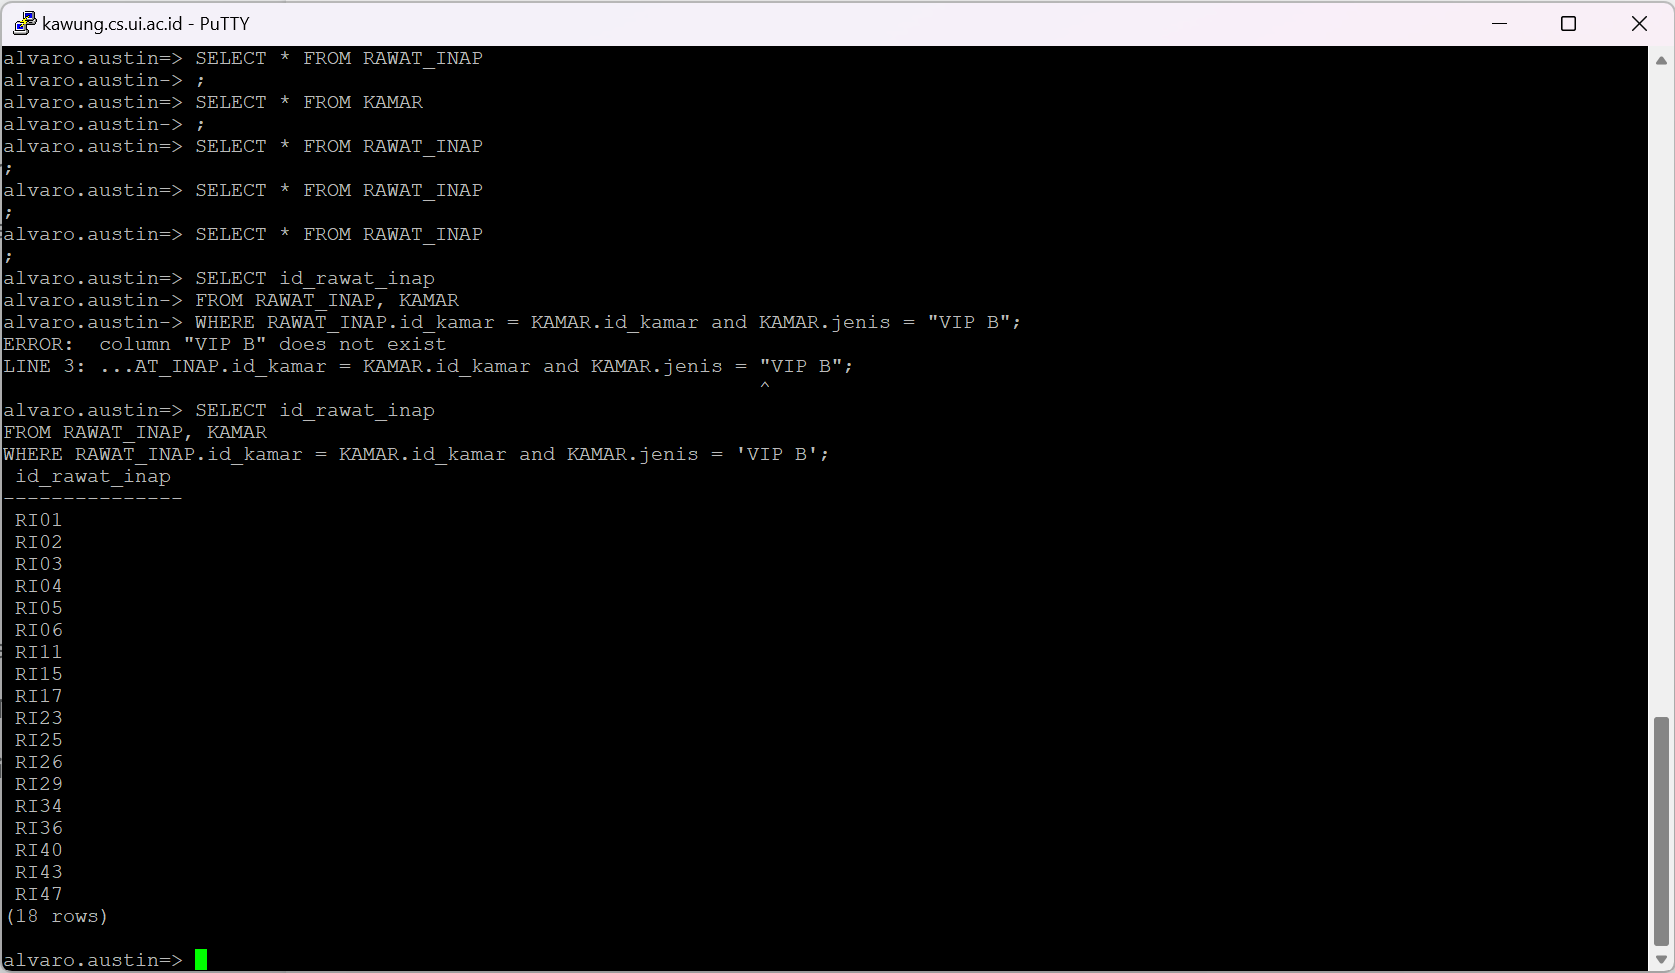 kawung.cs.ui.ac.id - PuTTY
alvaro.austin=> SELECT * FROM RAWAT_INAP
alvaro.austin-> ;
alvaro.austin=> SELECT * FROM KAMAR
alvaro.austin-> ;
alvaro.austin=> SELECT * FROM RAWAT_INAP
;
alvaro.austin=> SELECT * FROM RAWAT_INAP
;
alvaro.austin=> SELECT * FROM RAWAT_INAP
;
alvaro.austin=> SELECT id_rawat_inap
alvaro.austin-> FROM RAWAT_INAP, KAMAR
alvaro.austin-> WHERE RAWAT_INAP.id_kamar = KAMAR.id_kamar and KAMAR.jenis = "VIP B";
ERROR:  column "VIP B" does not exist
LINE 3: ...AT_INAP.id_kamar = KAMAR.id_kamar and KAMAR.jenis = "VIP B";
^
alvaro.austin=> SELECT id_rawat_inap
FROM RAWAT_INAP, KAMAR
WHERE RAWAT_INAP.id_kamar = KAMAR.id_kamar and KAMAR.jenis = 'VIP B';
id_rawat_inap
---------------
RI01
RI02
RI03
RI04
RI05
RI06
RI11
RI15
RI17
RI23
RI25
RI26
RI29
RI34
RI36
RI40
RI43
RI47
(18 rows)
alvaro.austin=>